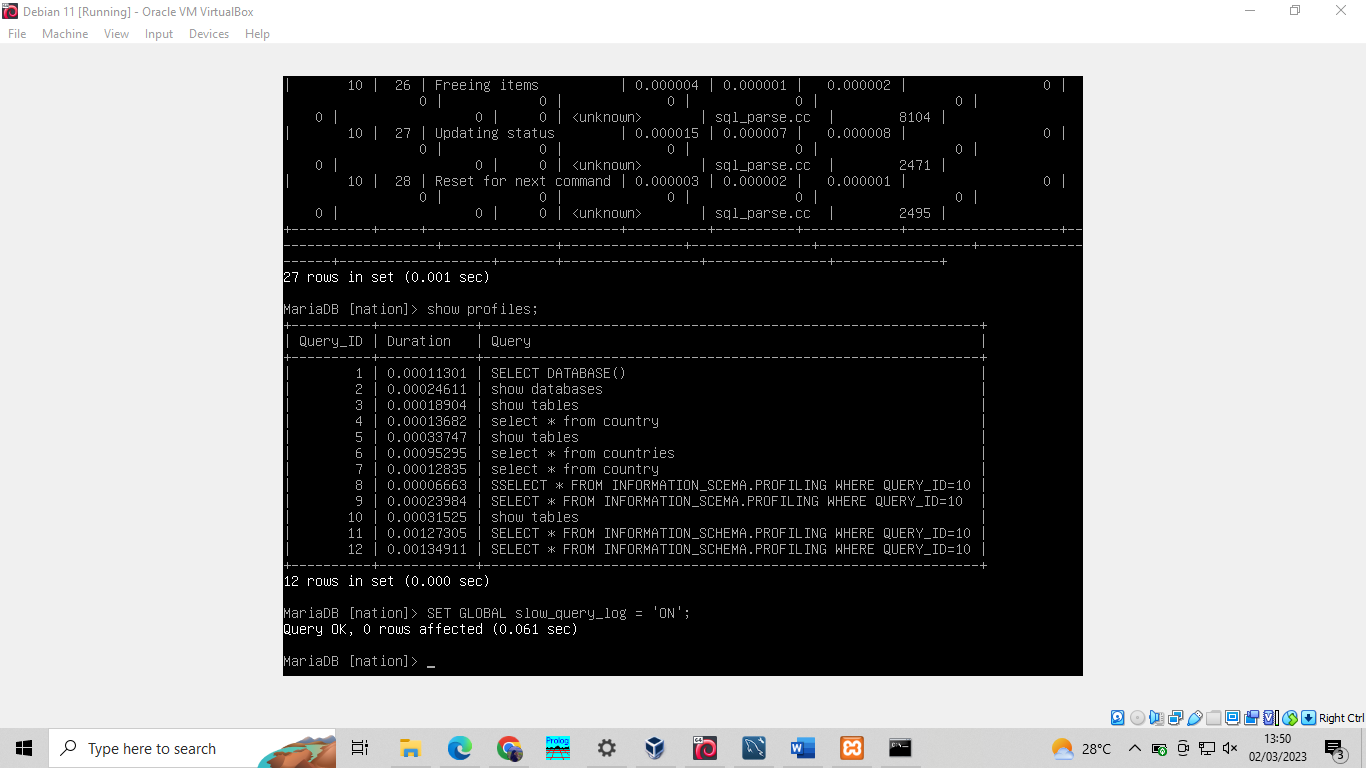 Debian 11 [Running] - Oracle VM VirtualBox
File Machine View Input Devices Help
| 10 | 26 | Freeing items | 0.000004 | 0.000001 | 0.000002 | 0 |
0 | 0 | 0 | 0 | 0 |
0 | 0 | 0 | <unknown> | sql_parse.cc | 8104 |
| 10 | 27 | Updating status | 0.000015 | 0.000007 | 0.000008 | 0 |
0 | 0 | 0 | 0 | 0 |
0 | 0 | 0 | <unknown> | sql_parse.cc | 2471 |
| 10 | 28 | Reset for next command | 0.000003 | 0.000002 | 0.000001 | 0 |
0 | 0 | 0 | 0 | 0 |
0 | 0 | 0 | <unknown> | sql_parse.cc | 2495 |
27 rows in set (0.001 sec)
MariaDB [nation]> show profiles;
| Query_ID | Duration | Query |
| 1 | 0.00011301 | SELECT DATABASE() |
| 2 | 0.00024611 | show databases |
| 3 | 0.00018904 | show tables |
| 4 | 0.00013682 | select * from country |
| 5 | 0.00033747 | show tables |
| 6 | 0.00095295 | select * from countries |
| 7 | 0.00012835 | select * from country |
| 8 | 0.00006663 | SSELECT * FROM INFORMATION_SCEMA.PROFILING WHERE QUERY_ID=10 |
| 9 | 0.00023984 | SELECT * FROM INFORMATION_SCEMA.PROFILING WHERE QUERY_ID=10 |
| 10 | 0.00031525 | show tables |
| 11 | 0.00127305 | SELECT * FROM INFORMATION_SCHEMA.PROFILING WHERE QUERY_ID=10 |
| 12 | 0.00134911 | SELECT * FROM INFORMATION_SCHEMA.PROFILING WHERE QUERY_ID=10 |
12 rows in set (0.000 sec)
MariaDB [nation]> SET GLOBAL slow_query_log = 'ON';
Query OK, 0 rows affected (0.061 sec)
MariaDB [nation]> _
Right Ctrl
Type here to search
Prolog
28°C
13:50
02/03/2023
3